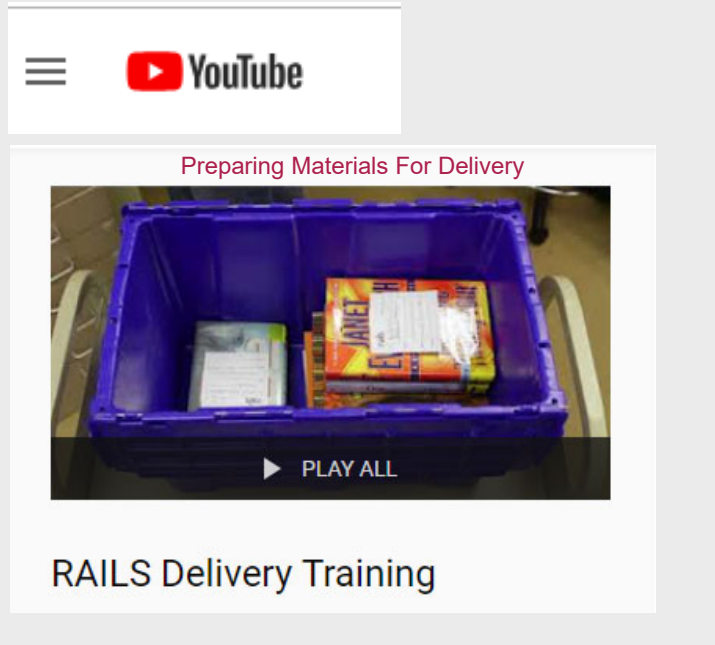 YouTube
Preparing Materials For Delivery
JANET
PLAY ALL
RAILS Delivery Training